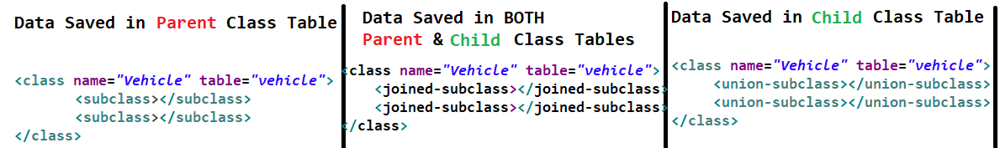 Data Saved in Parent Class Table
<class name="Vehicle" table="vehicle">
<subclass></subclass>
<subclass></subclass>
</class>
Data Saved in BOTH
Parent & Child Class Tables
<class name="Vehicle" table="vehicle">
<joined-subclass></joined-subclass>
<joined-subclass></joined-subclass>
</class>
Data Saved in Child Class Table
<class name="Vehicle" table="vehicle">
<union-subclass></union-subclass>
<union-subclass></union-subclass>
</class>